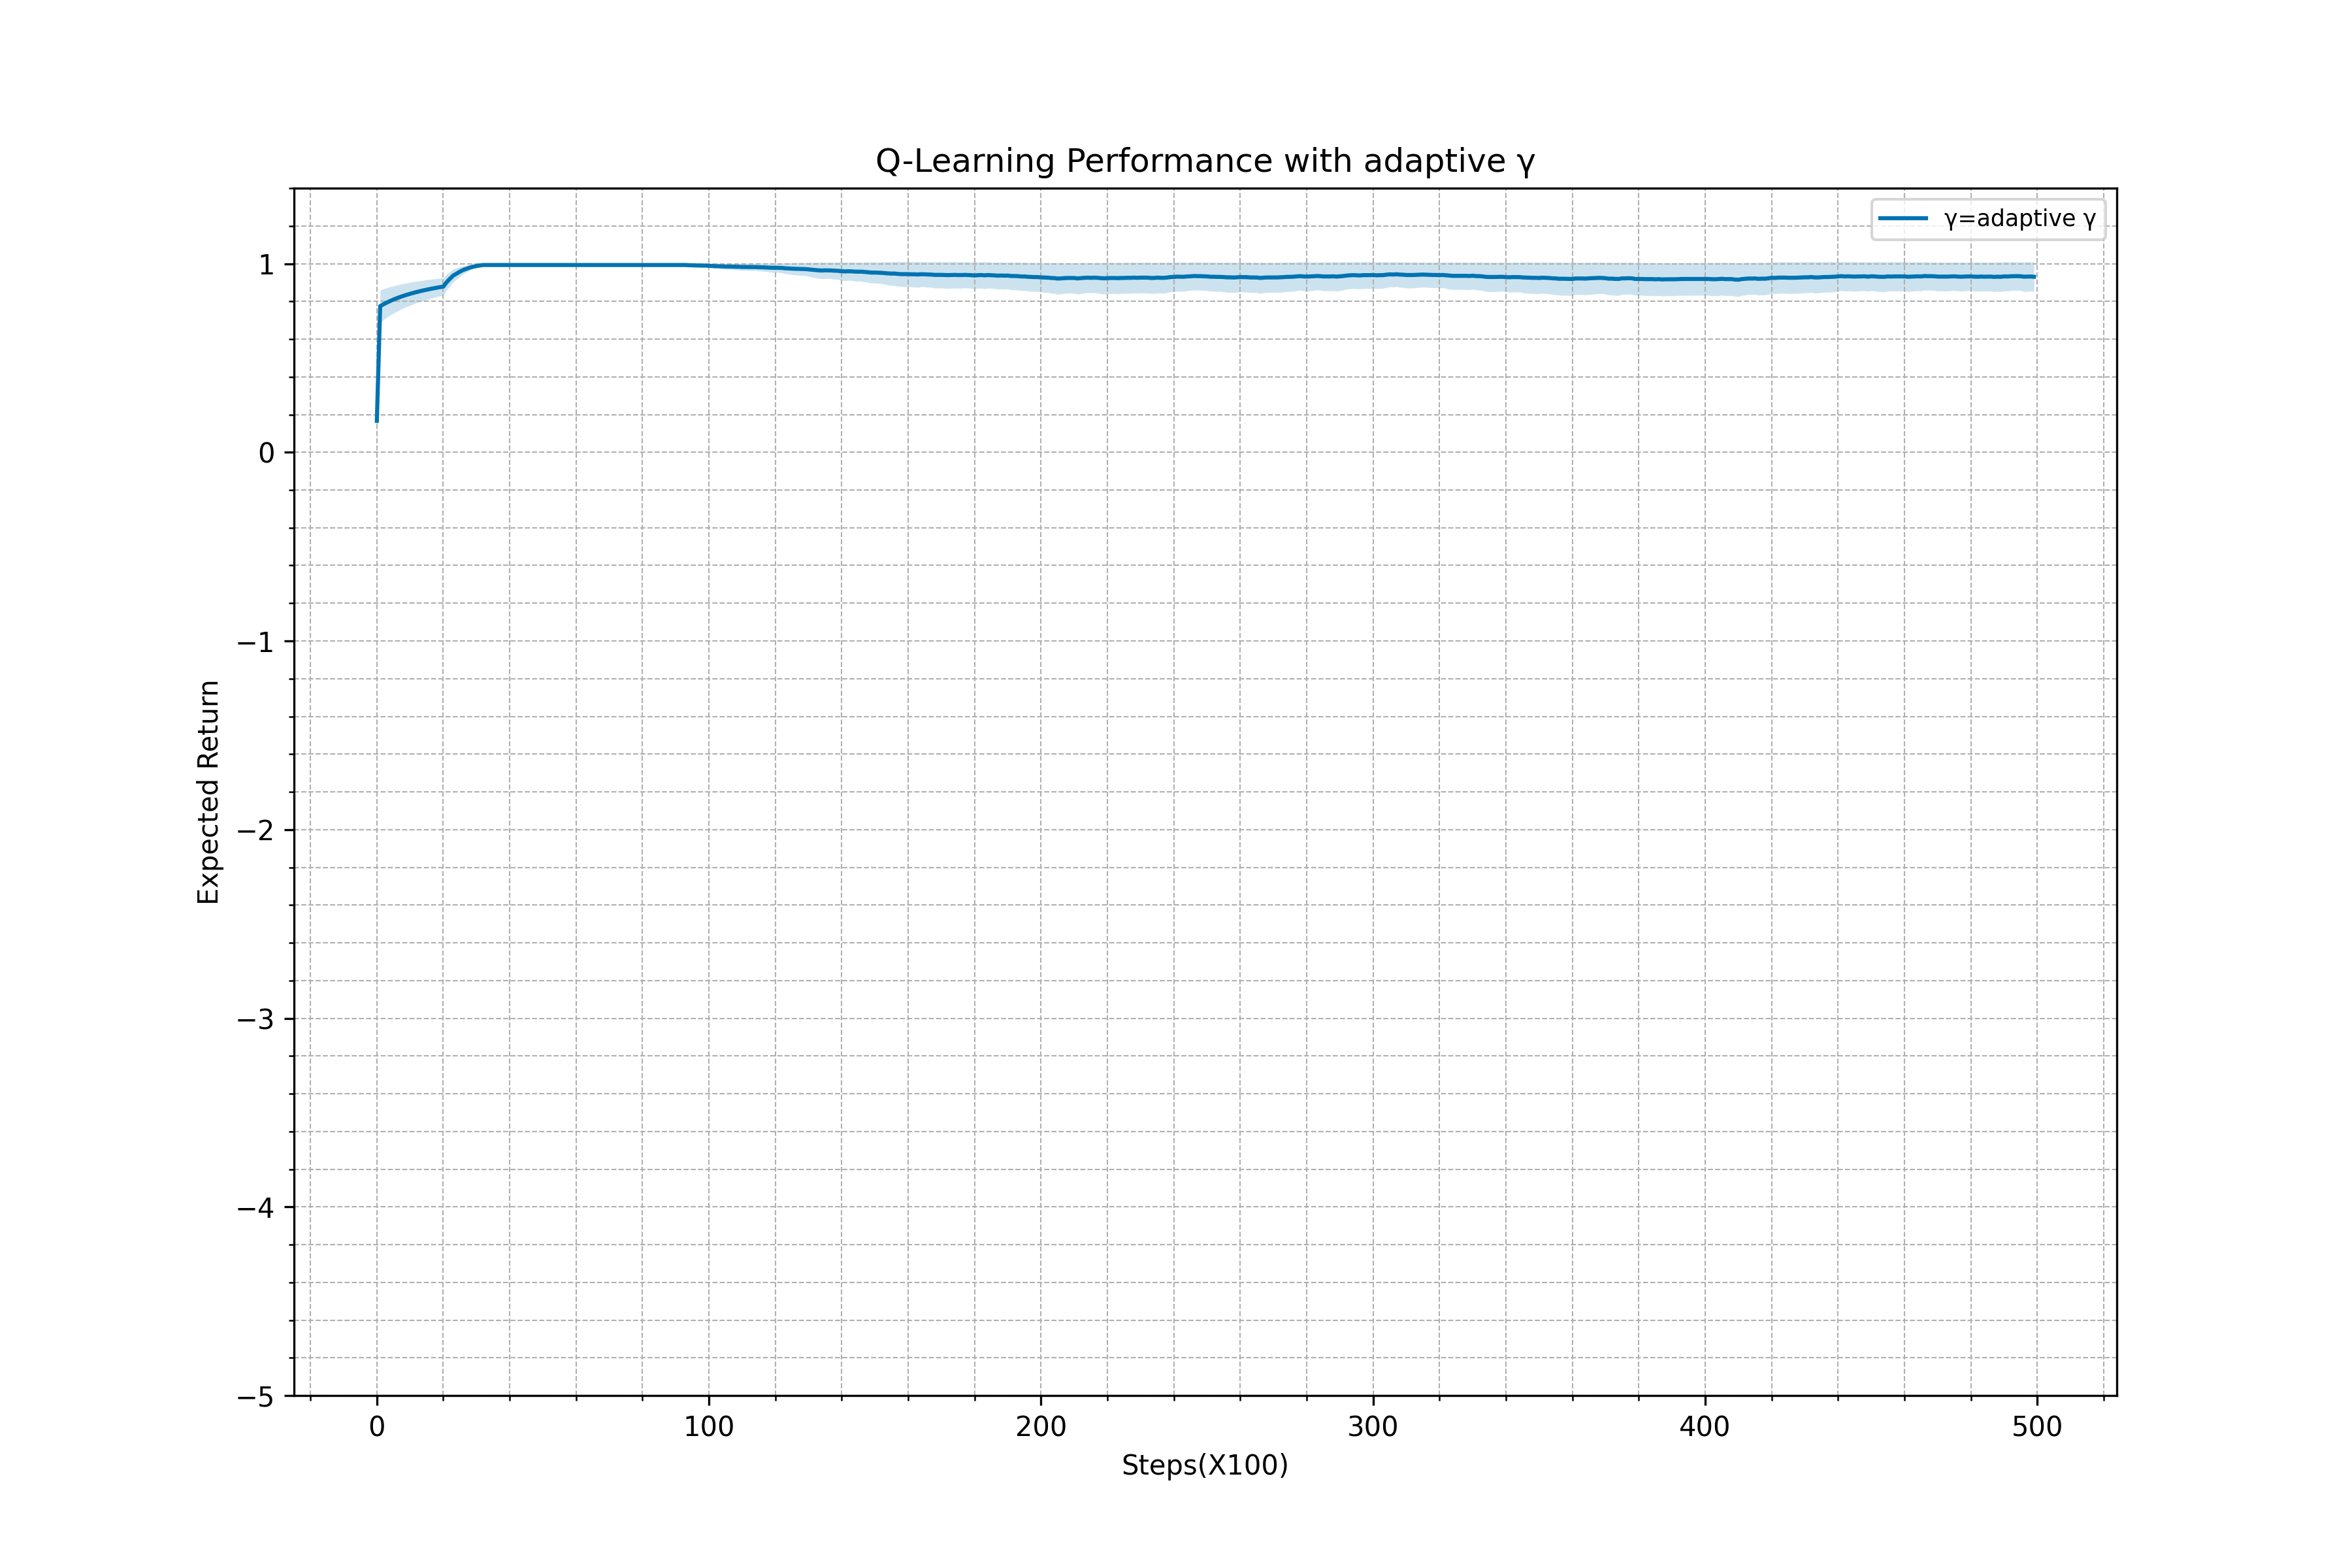 Q-Learning Performance with adaptive γ
γ=adaptive γ
1
0
−1
−2
−3
−4
−5
Expected Return
0 100 200 300 400 500
Steps(X100)